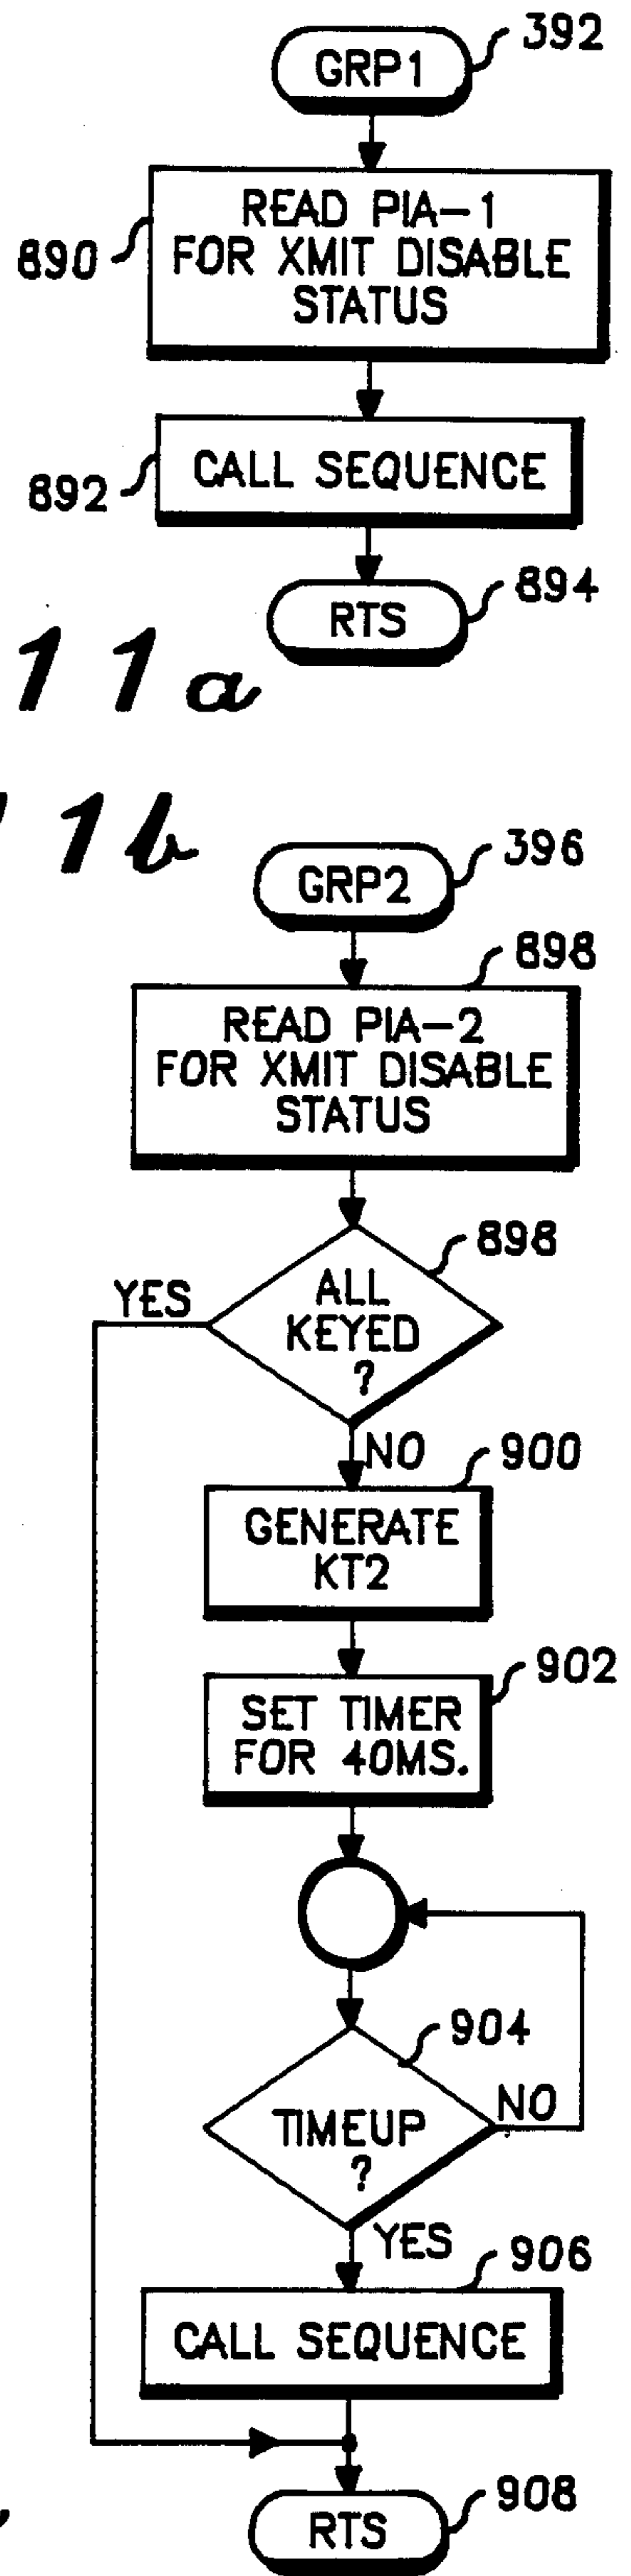 GRP1
392
READ PIA-1
FOR XMIT DISABLE
STATUS
890
CALL SEQUENCE
892
RTS
894
11a
11b
GRP2
396
898
READ PIA-2
FOR XMIT DISABLE
STATUS
898
ALL
KEYED
?
YES
NO
900
GENERATE
KT2
902
SET TIMER
FOR 40MS.
904
TIMEUP
?
NO
YES
906
CALL SEQUENCE
RTS
908